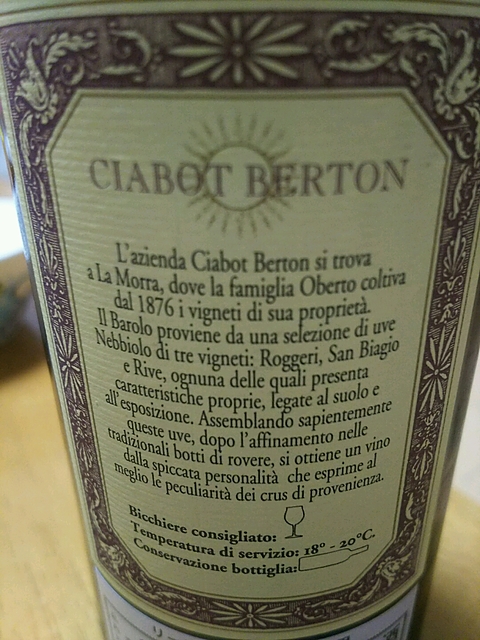 CIABOT BERTON
L'azienda Ciabot Berton si trova
a La Morra, dove la famiglia Oberto coltiva
dal 1876 i vigneti di sua proprietà.
Il Barolo proviene da una selezione di uve
Nebbiolo di tre vigneti: Roggeri, San Biagio
e Rive, ognuna delle quali presenta
caratteristiche proprie, legate al suolo e
all'esposizione. Assemblando sapientemente
queste uve, dopo l'affinamento nelle
tradizionali botti di rovere, si ottiene un vino
dalla spiccata personalità che esprime al
meglio le peculiarità dei crus di provenienza.
Bicchiere consigliato:
Temperatura di servizio: 18° - 20°C.
Conservazione bottiglia: